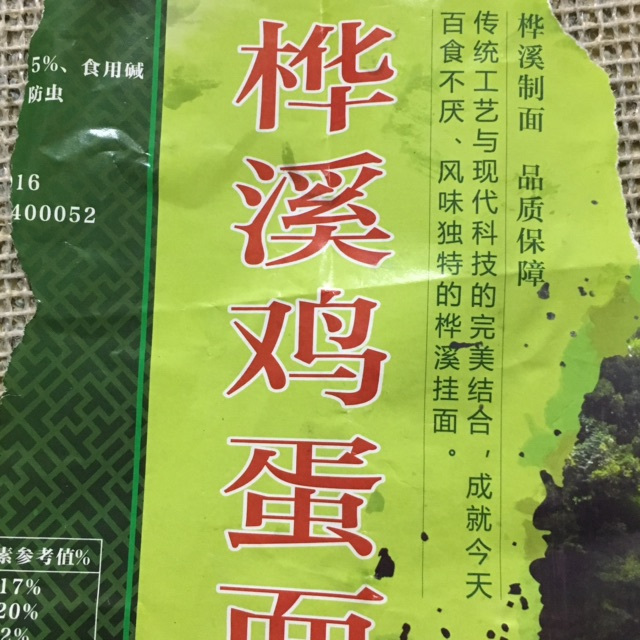 桦溪制面 品质保障
传统工艺与现代科技的完美结合，成就今天
百食不厌、风味独特的桦溪挂面。
桦溪鸡蛋面
5%、食用碱
防虫
16
400052
素参考值%
17%
20%
2%